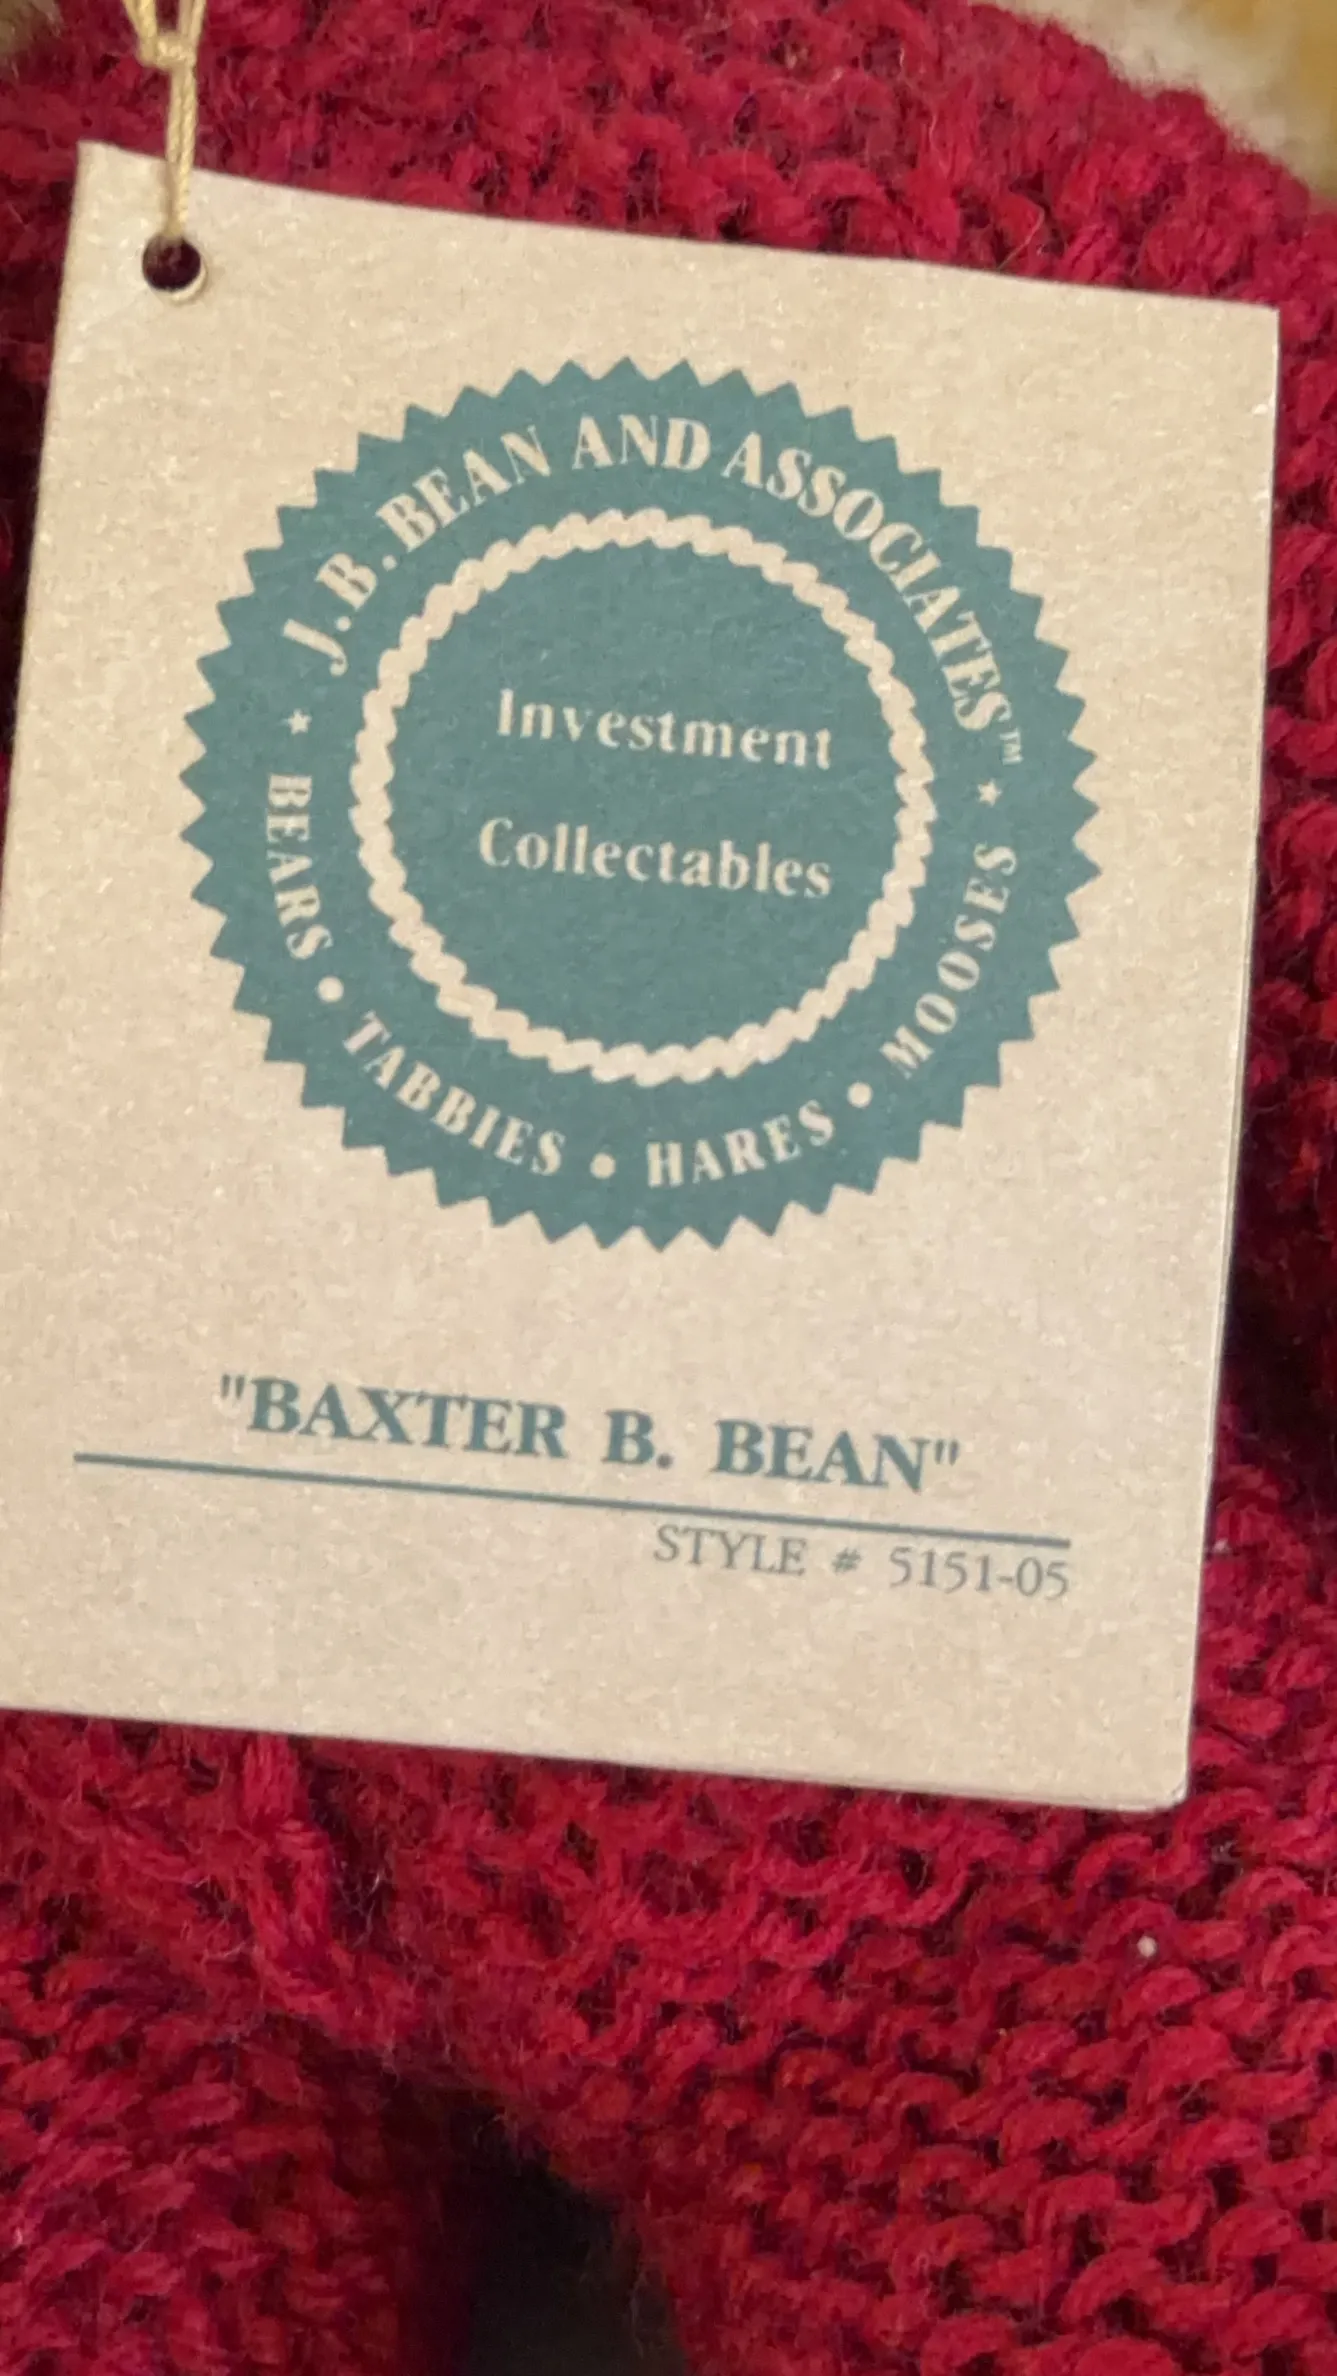 J.B. BEAN AND ASSOCIATES™
Investment
Collectables
★ BEARS • TABBIES • HARES • MOOSES ★
"BAXTER B. BEAN"
STYLE # 5151-05